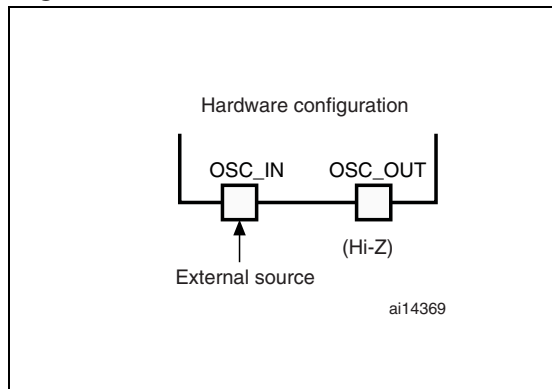 Hardware configuration
OSC_IN OSC_OUT
(Hi-Z)
External source
ai14369